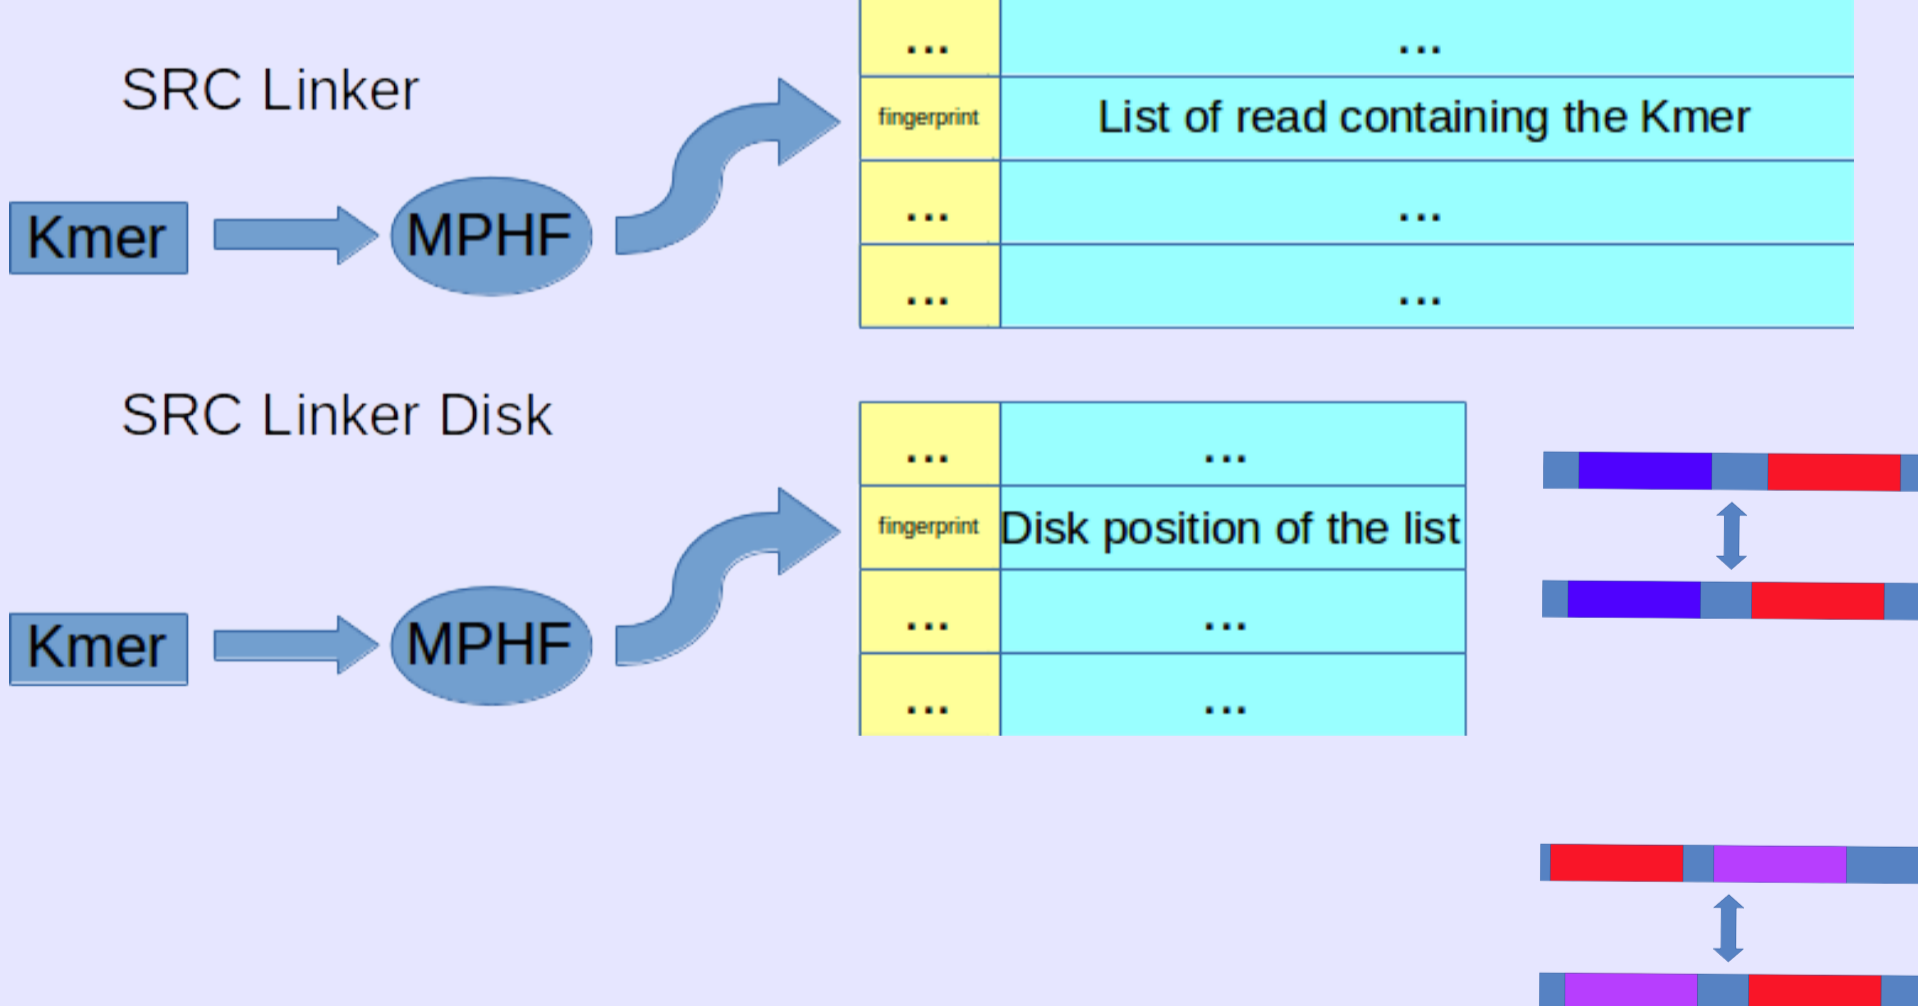 SRC Linker
Kmer
MPHF
... ...
fingerprint List of read containing the Kmer
... ...
... ...
SRC Linker Disk
Kmer
MPHF
... ...
fingerprint Disk position of the list
... ...
... ...